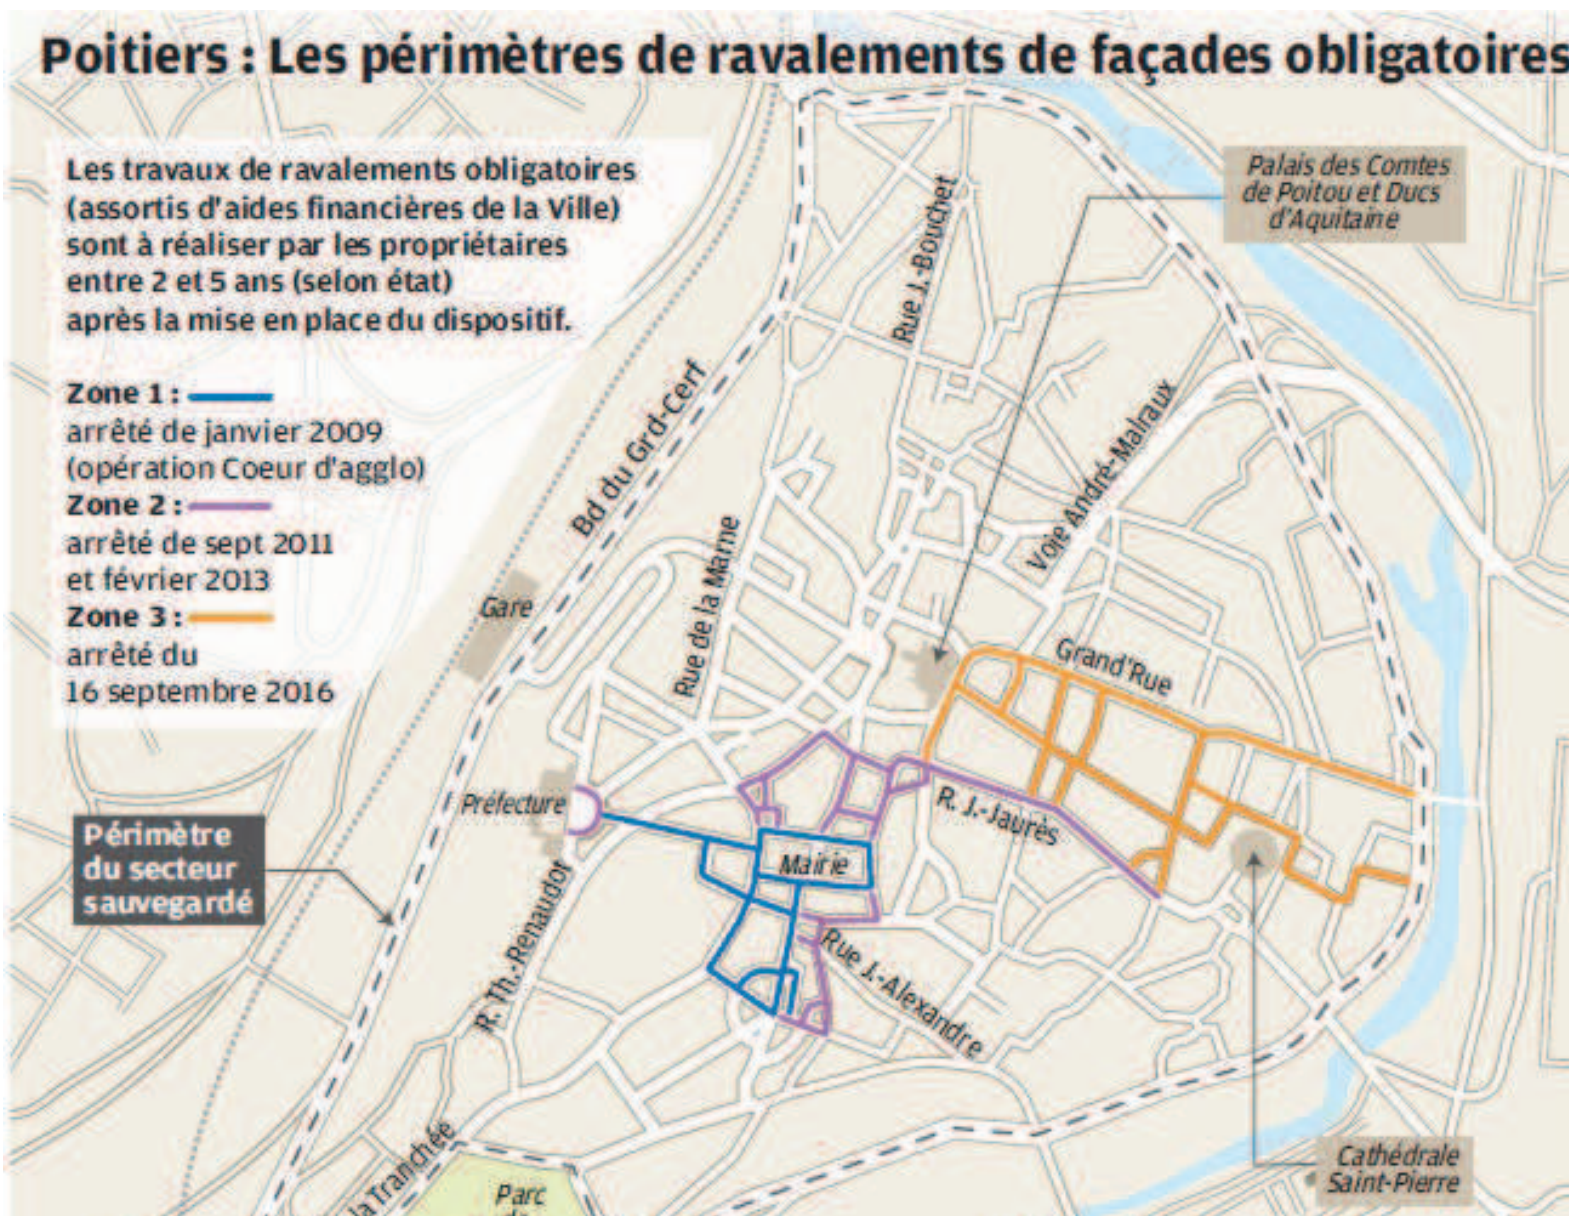 Poitiers : Les périmètres de ravalements de façades obligatoires
Les travaux de ravalements obligatoires
(assortis d'aides financières de la Ville)
sont à réaliser par les propriétaires
entre 2 et 5 ans (selon état)
après la mise en place du dispositif.
Zone 1 :
arrêté de janvier 2009
(opération Coeur d'agglo)
Zone 2 :
arrêté de sept 2011
et février 2013
Zone 3 :
arrêté du
16 septembre 2016
Palais des Comtes
de Poitou et Ducs
d'Aquitaine
Rue J.-Bouchet
Bd du Grd-Cerf
Voie André-Malraux
Rue de la Marne
Gare
Grand'Rue
Préfecture
R. J.-Jaurès
Mairie
Périmètre
du secteur
sauvegardé
R. Th.-Renaudot
Rue J.-Alexandre
la Tranchée
Parc
de
Cathédrale
Saint-Pierre